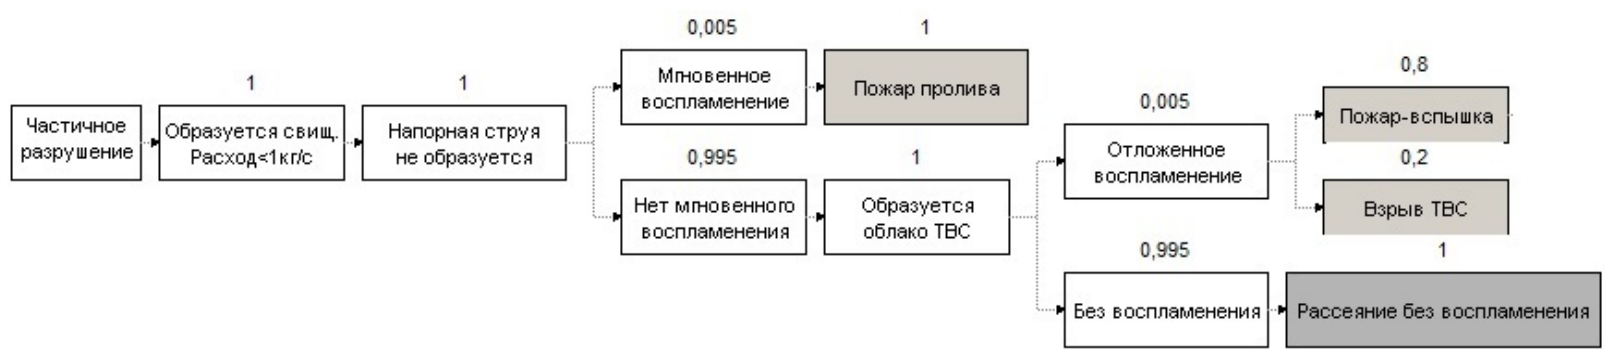 0,005
1
Мгновенное
воспламенение
Пожар пролива
1
1
Частичное
разрушение
Образуется свищ.
Расход<1кг/с
Напорная струя
не образуется
0,995
1
Нет мгновенного
воспламенения
Образуется
облако ТВС
0,005
Отложенное
воспламенение
0,8
Пожар-вспышка
0,2
Взрыв ТВС
0,995
1
Без воспламенения
Рассеяние без воспламенения